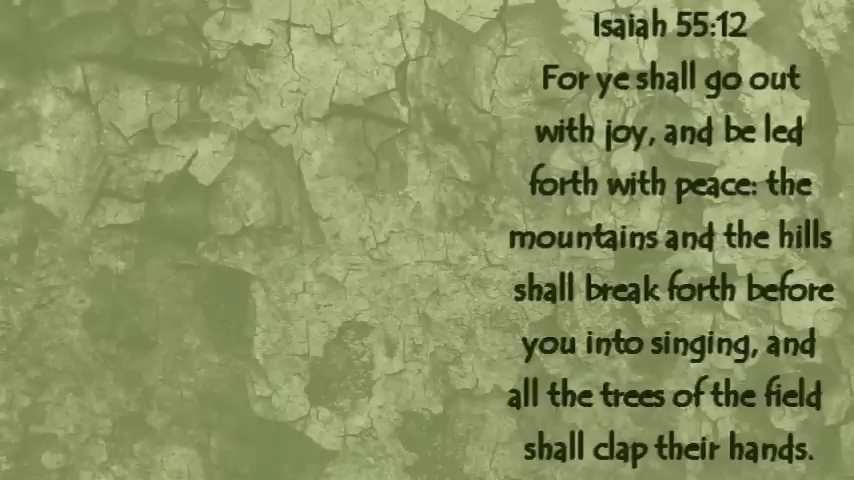 Isaiah 55:12
For ye shall go out
with joy, and be led
forth with peace: the
mountains and the hills
shall break forth before
you into singing, and
all the trees of the field
shall clap their hands.